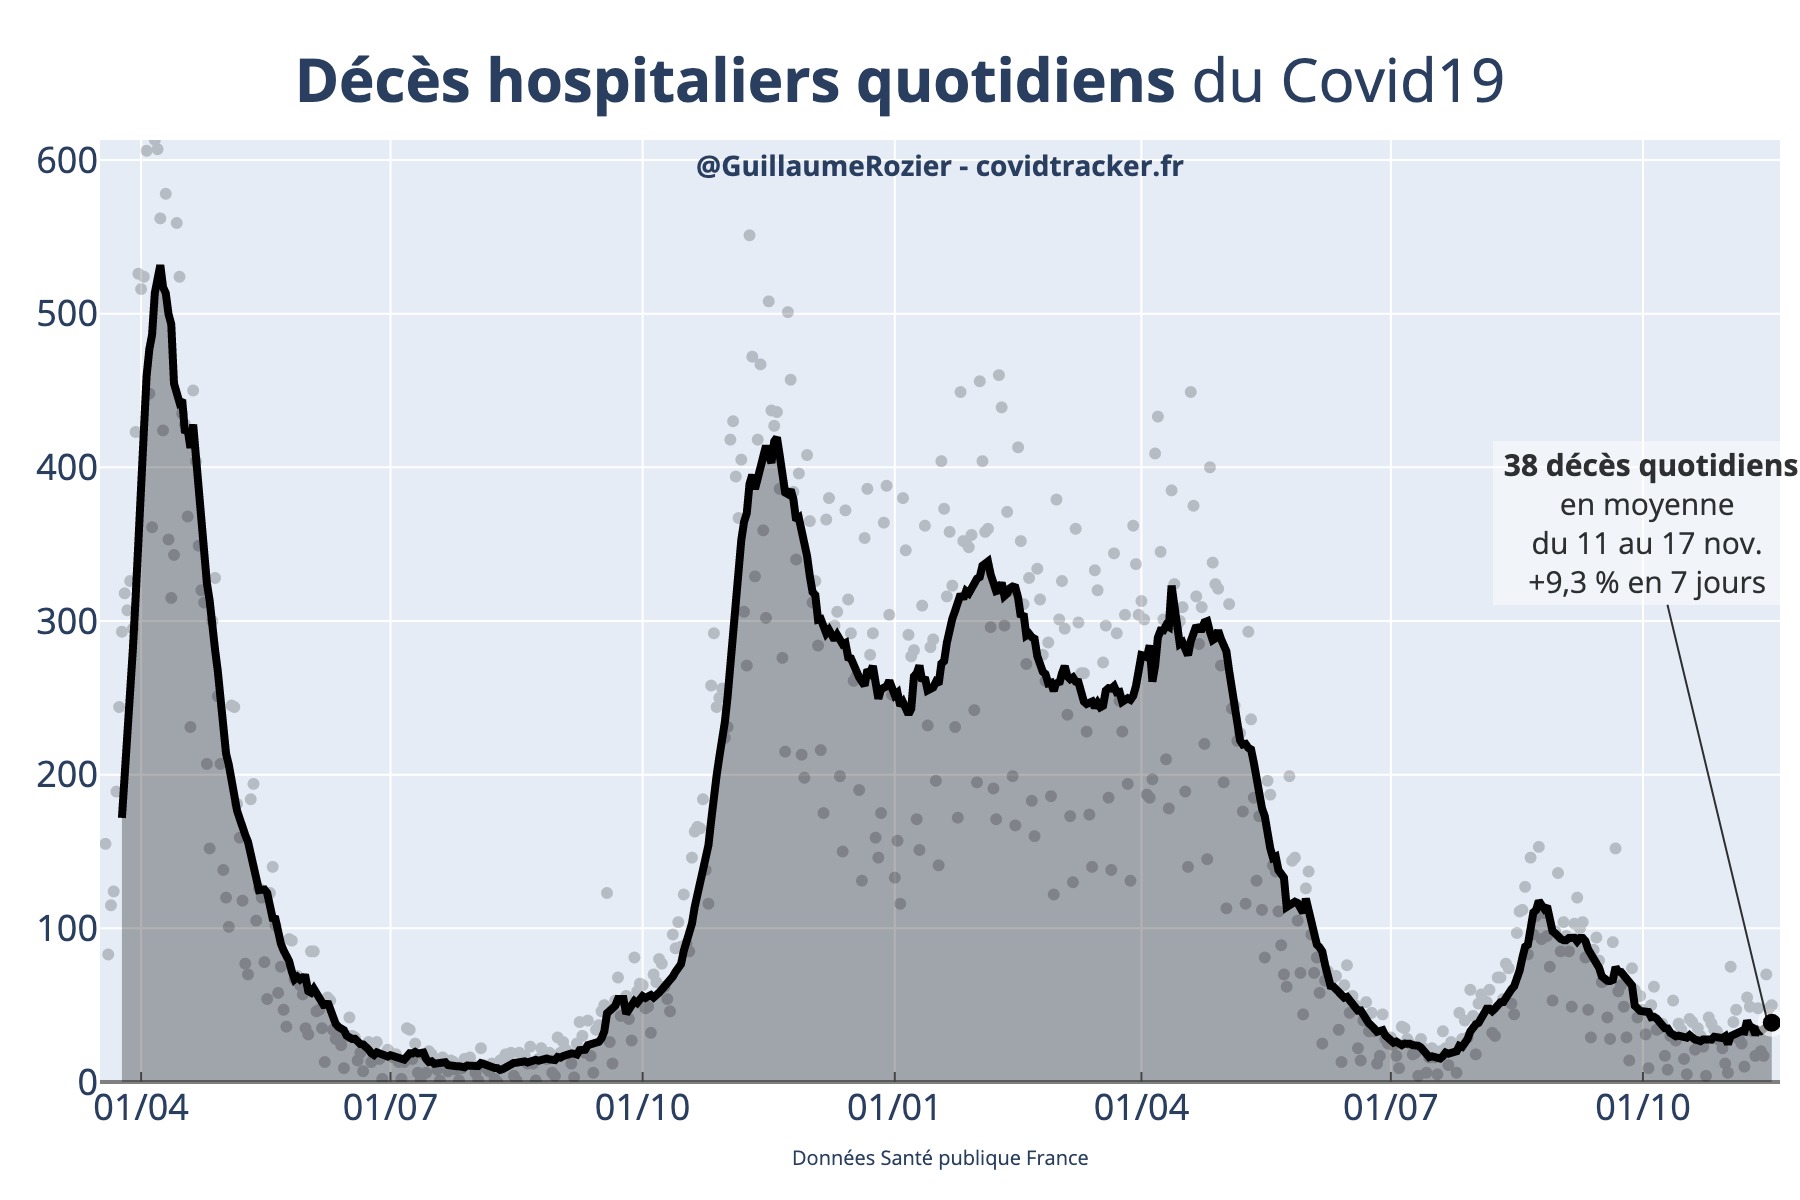 Décès hospitaliers quotidiens du Covid19
@GuillaumeRozier - covidtracker.fr
600
500
400
300
200
100
0
38 décès quotidiens
en moyenne
du 11 au 17 nov.
+9,3 % en 7 jours
01/04
01/07
01/10
01/01
01/04
01/07
01/10
Données Santé publique France